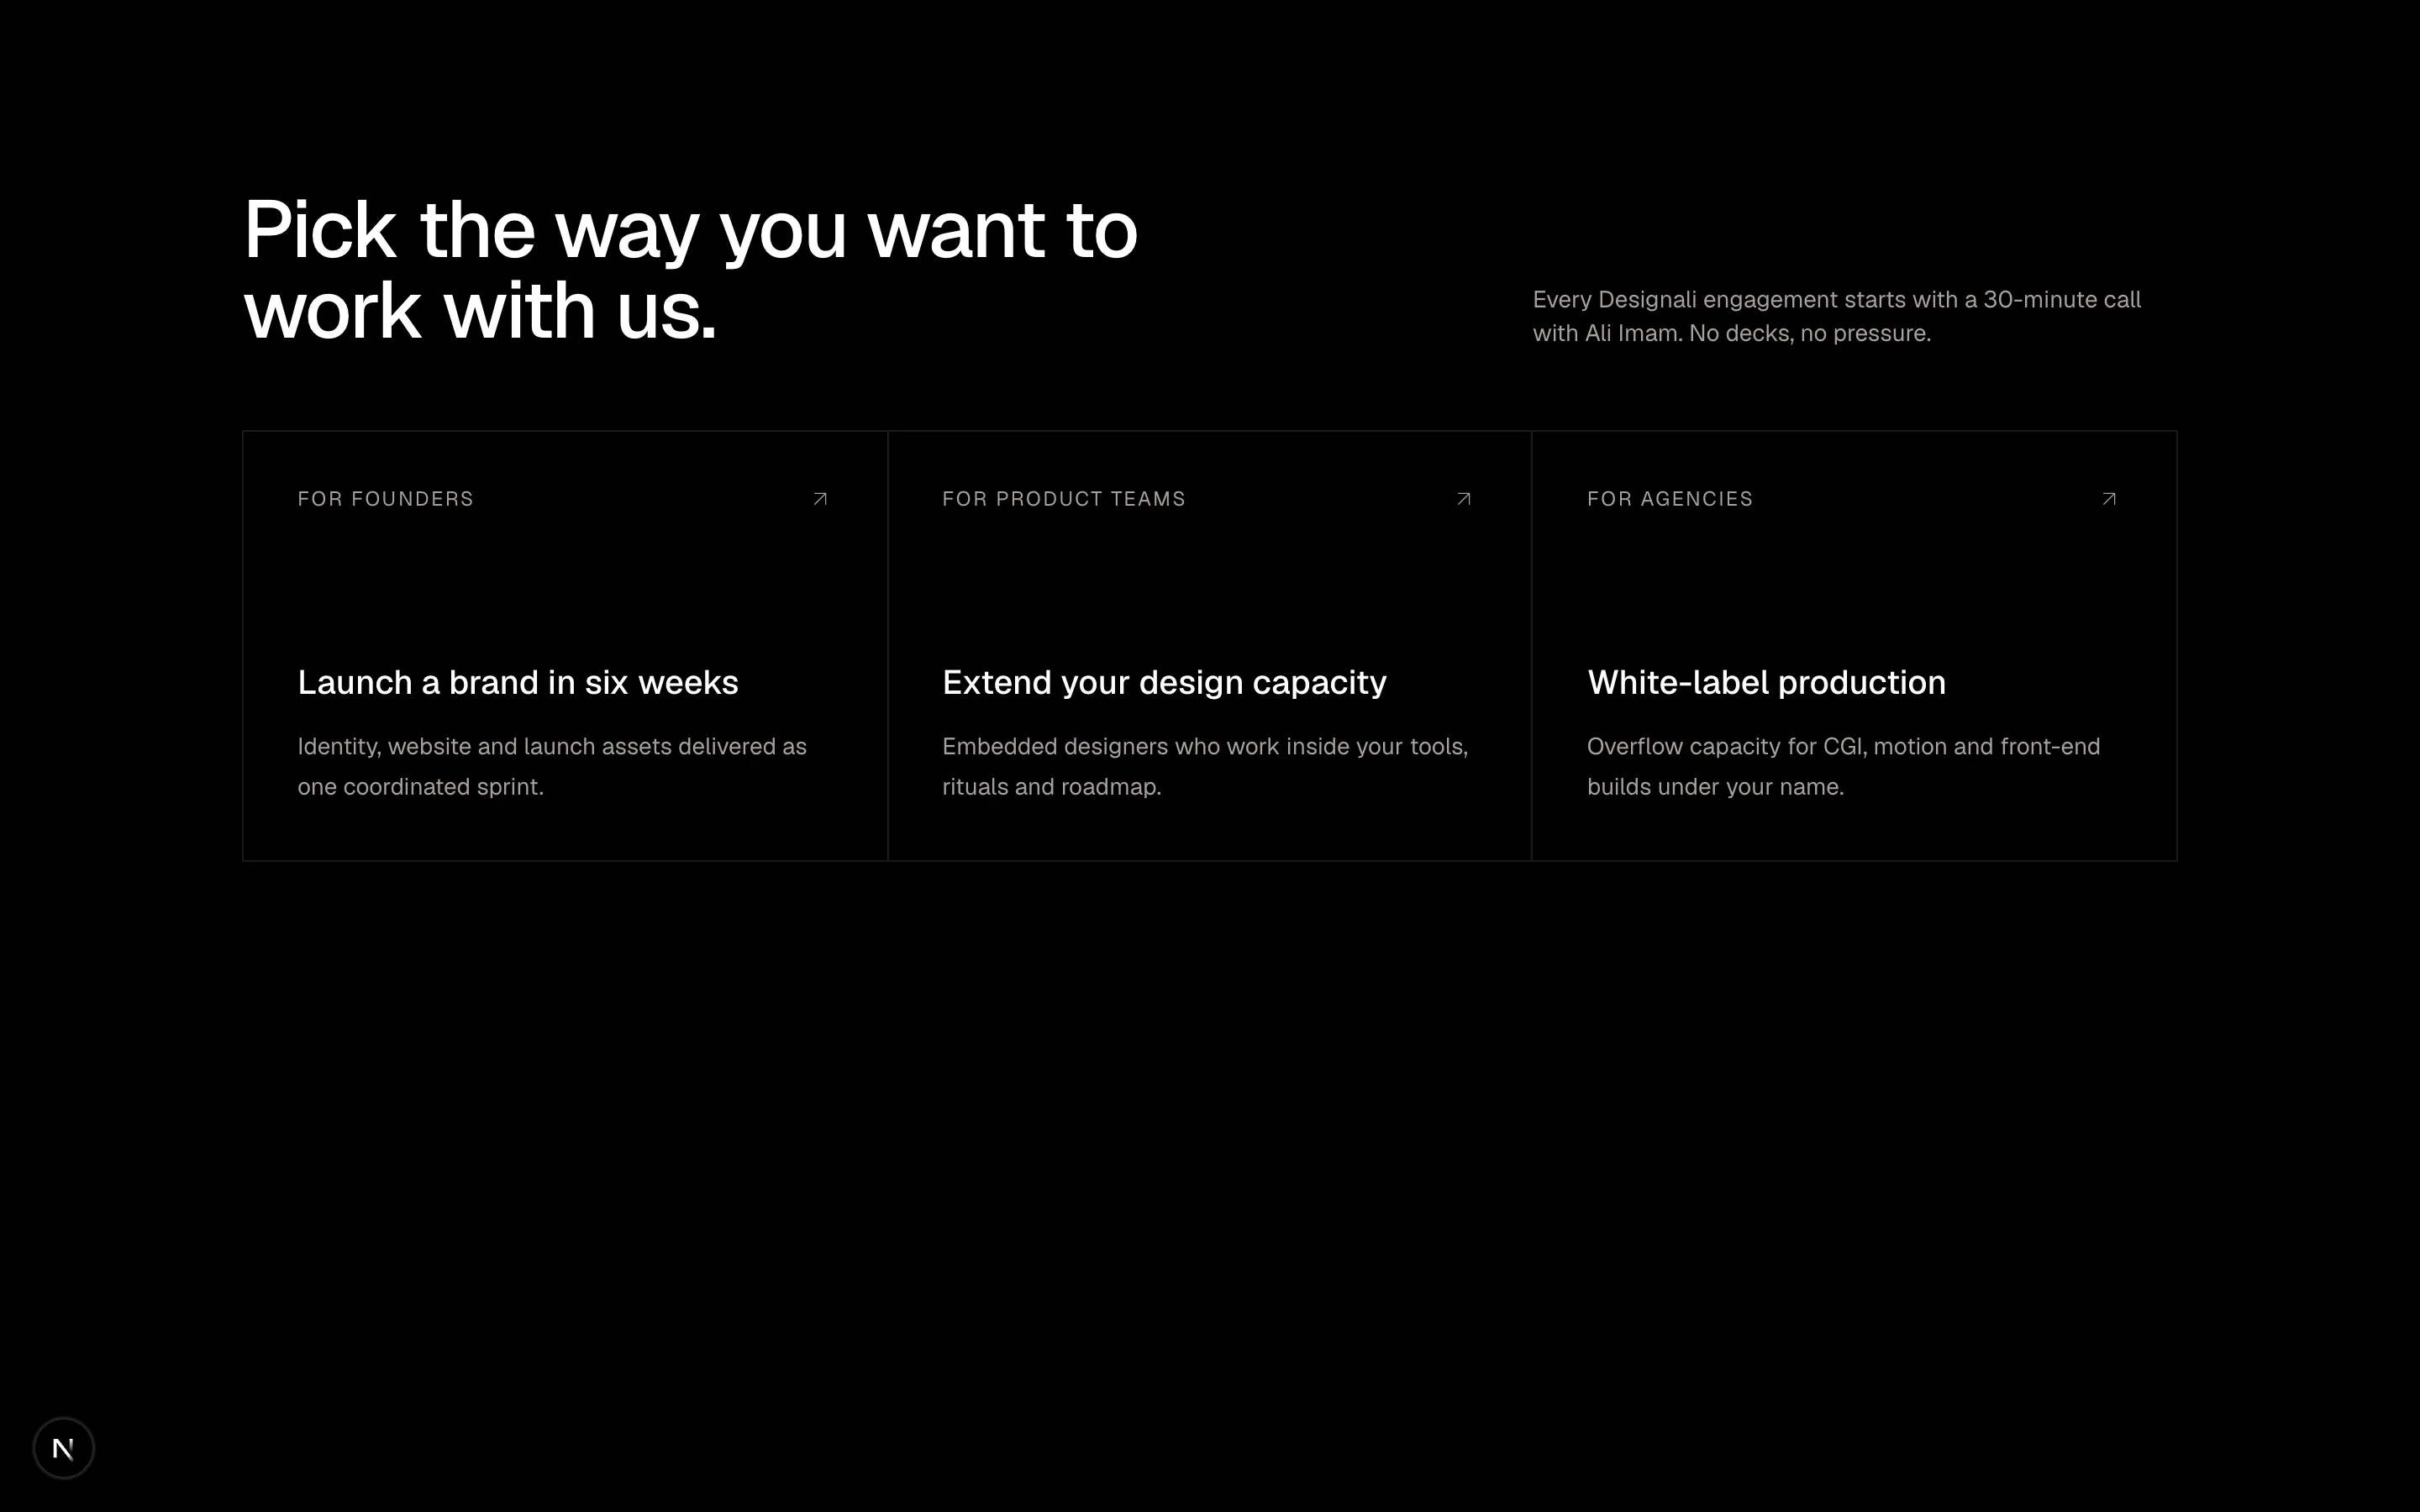 Pick the way you want to
work with us.
Every Designali engagement starts with a 30-minute call
with Ali Imam. No decks, no pressure.
FOR FOUNDERS
Launch a brand in six weeks
Identity, website and launch assets delivered as
one coordinated sprint.
FOR PRODUCT TEAMS
Extend your design capacity
Embedded designers who work inside your tools,
rituals and roadmap.
FOR AGENCIES
White-label production
Overflow capacity for CGI, motion and front-end
builds under your name.
N